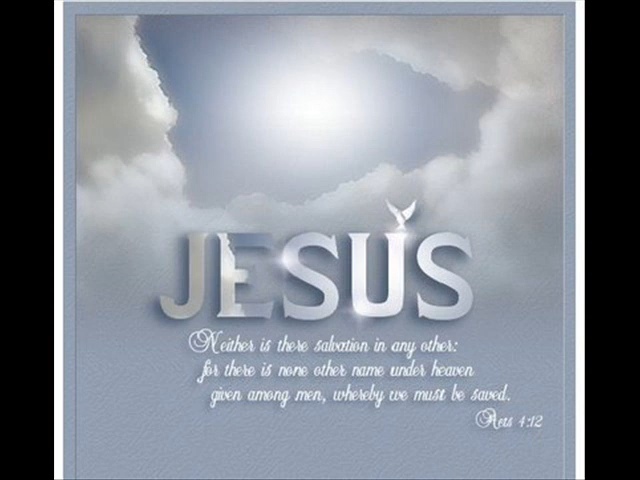 JESUS
Neither is there salvation in any other:
for there is none other name under heaven
given among men, whereby we must be saved.
Acts 4:12